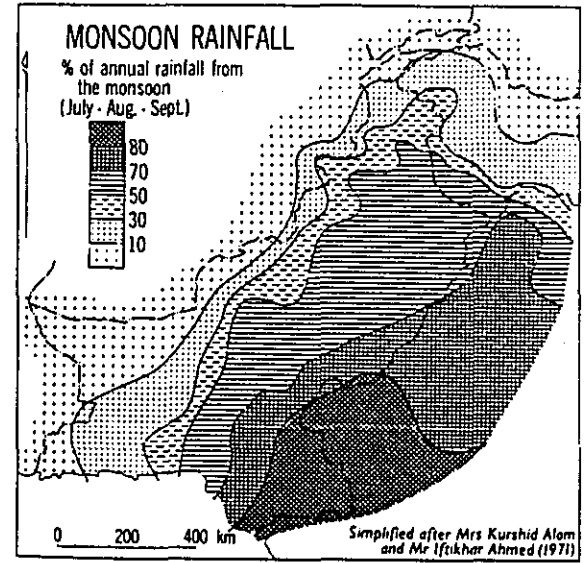 MONSOON RAINFALL
% of annual rainfall from
the monsoon
(July - Aug. - Sept.)
80
70
50
30
10
0 200 400 km
Simplified after Mrs Kurshid Alam
and Mr Iftikhar Ahmed (1971)